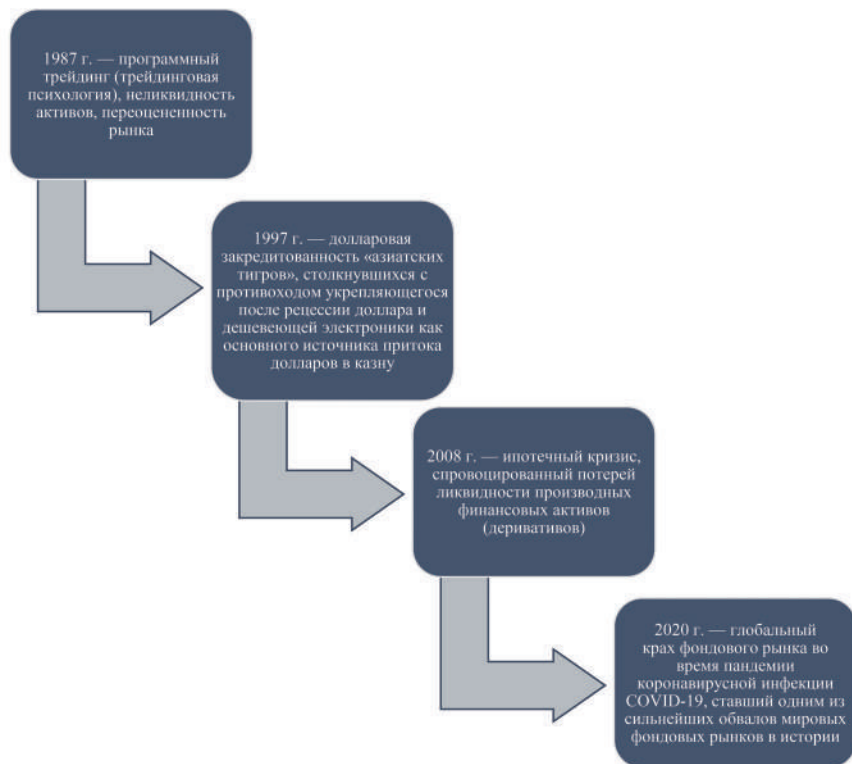 1987 г. — программный
трейдинг (трейдинговая
психология), неликвидность
активов, переоцененность
рынка
1997 г. — долларовая
закредитованность «азиатских
тигров», столкнувшихся с
противоходом укрепляющегося
после рецессии доллара и
дешевеющей электроники как
основного источника притока
долларов в казну
2008 г. — ипотечный кризис,
спровоцированный потерей
ликвидности производных
финансовых активов
(деривативов)
2020 г. — глобальный
крах фондового рынка во
время пандемии
коронавирусной инфекции
COVID-19, ставший одним из
сильнейших обвалов мировых
фондовых рынков в истории